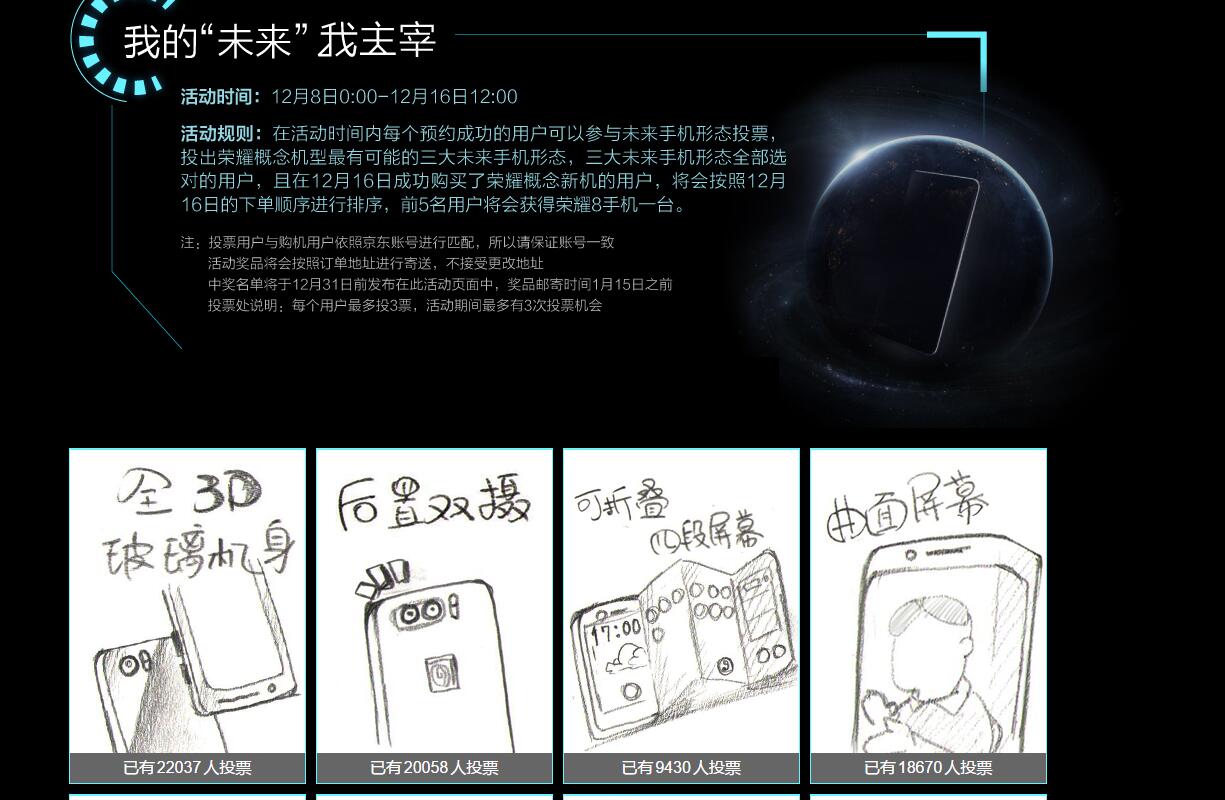 我的“未来” 我主宰
活动时间：12月8日0:00-12月16日12:00
活动规则：在活动时间内每个预约成功的用户可以参与未来手机形态投票，
投出荣耀概念机型最有可能的三大未来手机形态，三大未来手机形态全部选
对的用户，且在12月16日成功购买了荣耀概念新机的用户，将会按照12月
16日的下单顺序进行排序，前5名用户将会获得荣耀8手机一台。
注：投票用户与购机用户依照京东账号进行匹配，所以请保证账号一致
活动奖品将会按照订单地址进行寄送，不接受更改地址
中奖名单将于12月31日前发布在此活动页面中，奖品邮寄时间1月15日之前
投票处说明：每个用户最多投3票，活动期间最多有3次投票机会
全3D
玻璃机身
已有22037人投票
后置双摄
已有20058人投票
可折叠
四段屏幕
17:00
已有9430人投票
曲面屏幕
已有18670人投票